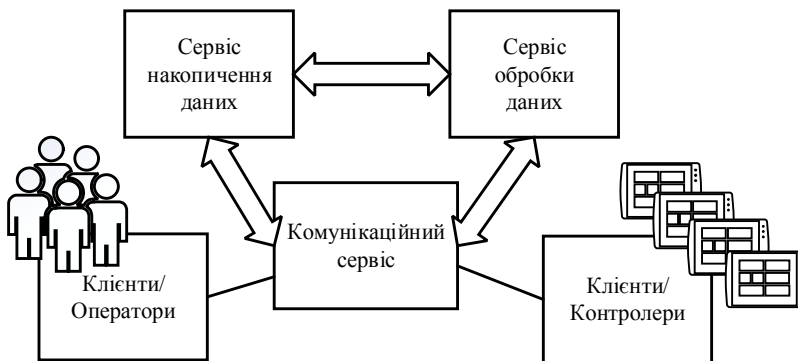 Сервіс
накопичення
даних
Сервіс
обробки
даних
Комунікаційний
сервіс
Клієнти/
Оператори
Клієнти/
Контролери